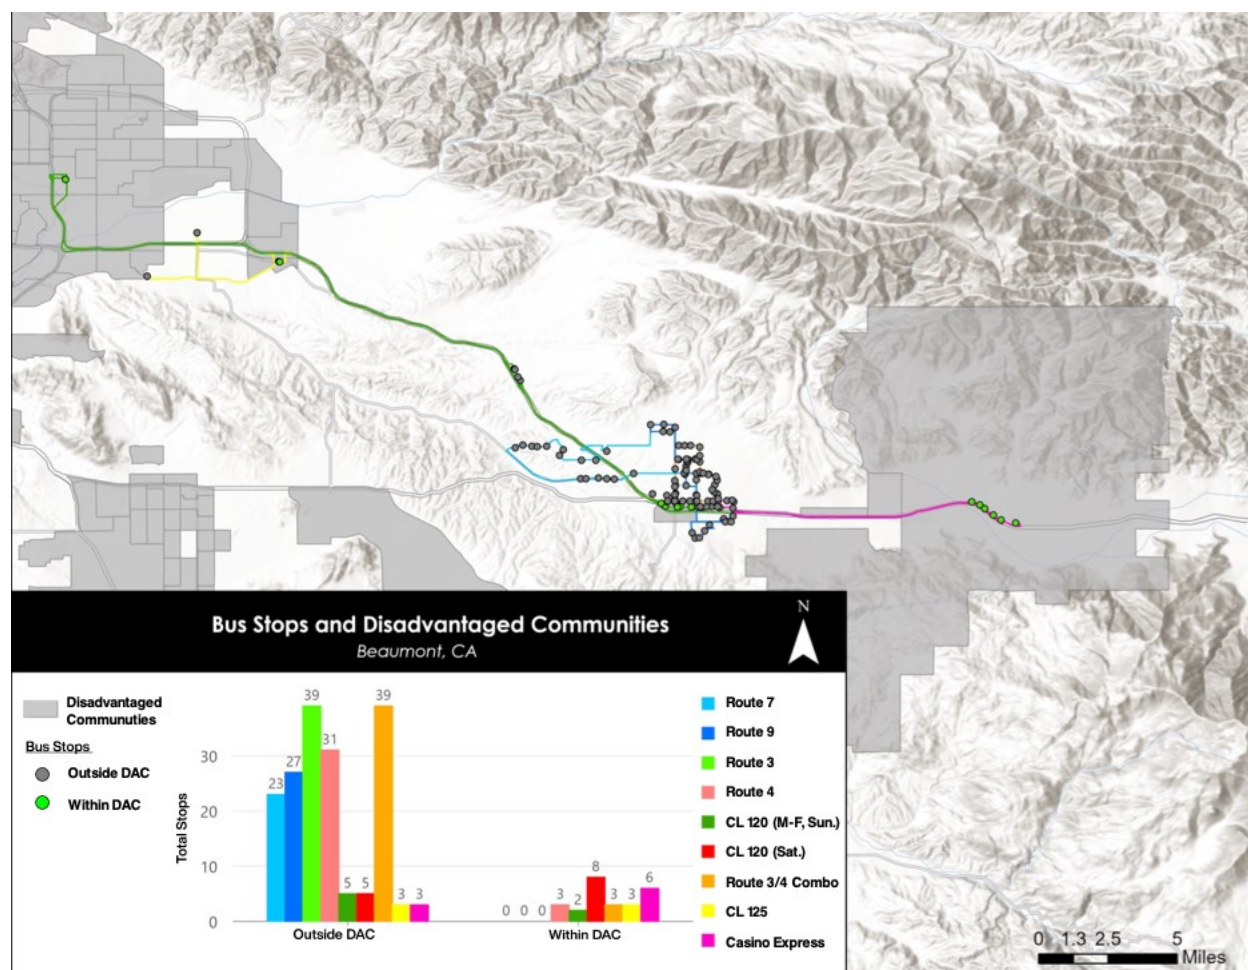 N
Bus Stops and Disadvantaged Communities
Beaumont, CA
Disadvantaged
Communuties
Bus Stops
Outside DAC
Within DAC
Total Stops
30
20
10
0
23
27
39
31
5
5
39
3
3
0
0
0
3
2
8
3
3
6
Outside DAC
Within DAC
Route 7
Route 9
Route 3
Route 4
CL 120 (M-F, Sun.)
CL 120 (Sat.)
Route 3/4 Combo
CL 125
Casino Express
0 1.3 2.5 5
Miles